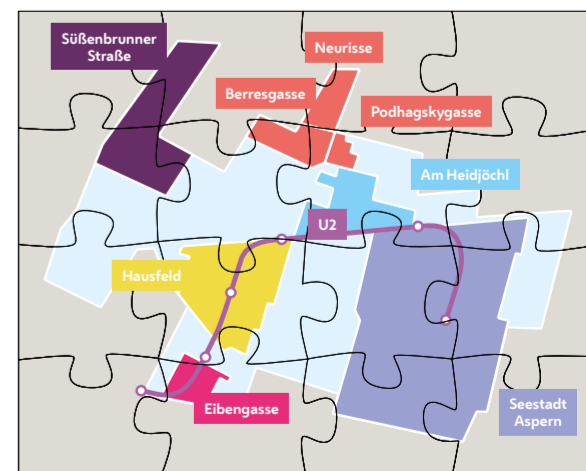 Süßenbrunner
Straße
Neurisse
Berresgasse
Podhagskygasse
Am Heidjöchl
U2
Hausfeld
Eibengasse
Seestadt
Aspern